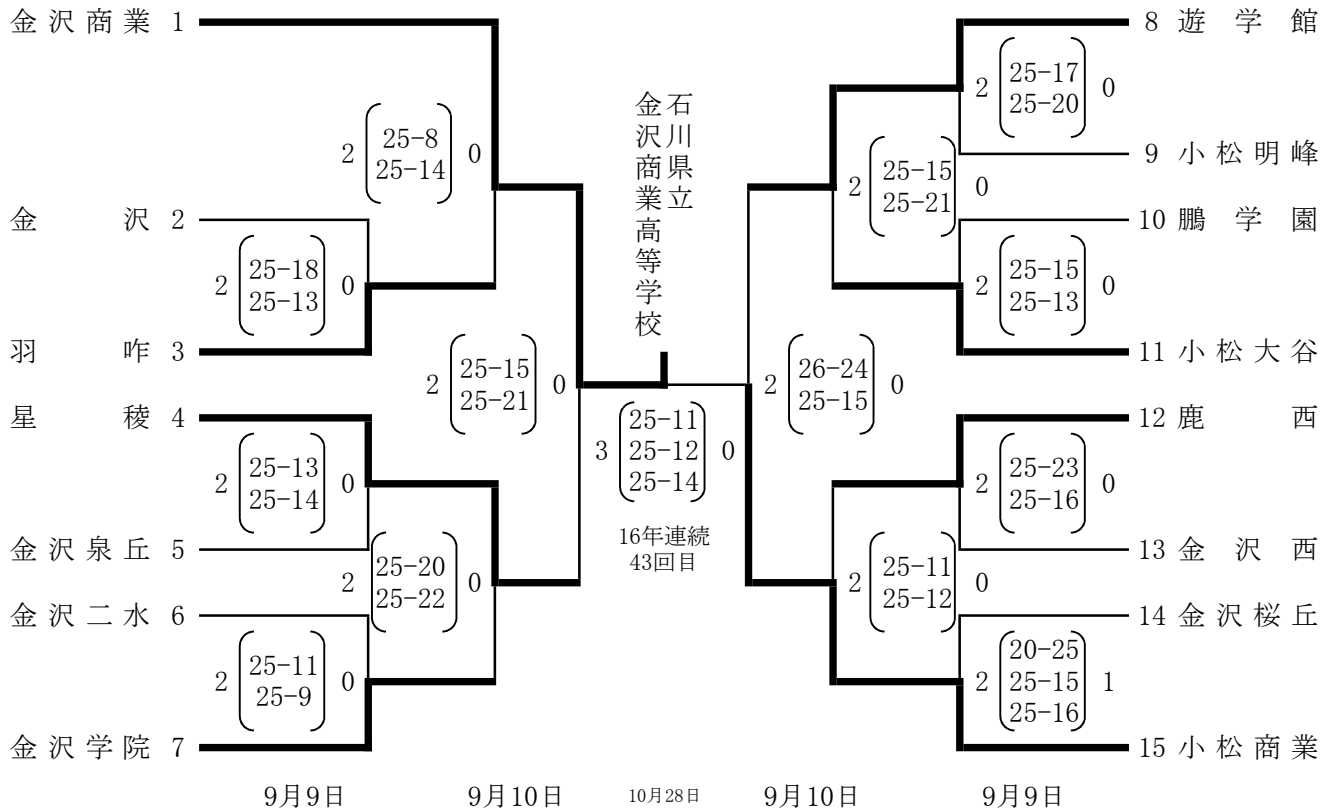 金沢商業 1
2 25-8 0
25-14
金沢 2
2 25-18 0
25-13
羽咋 3
2 25-15 0
25-21
星稜 4
2 25-13 0
25-14
金沢泉丘 5
2 25-20 0
25-22
金沢二水 6
2 25-11 0
25-9
金沢学院 7
石川県立
金沢商業高等学校
3 25-11 0
25-12
25-14
16年連続
43回目
8 遊学館
2 25-17 0
25-20
9 小松明峰
2 25-15 0
25-21
10 鵬学園
2 25-15 0
25-13
11 小松大谷
2 26-24 0
25-15
12 鹿西
2 25-23 0
25-16
13 金沢西
2 25-11 0
25-12
14 金沢桜丘
2 20-25 1
25-15
25-16
15 小松商業
9月9日 9月10日 10月28日 9月10日 9月9日